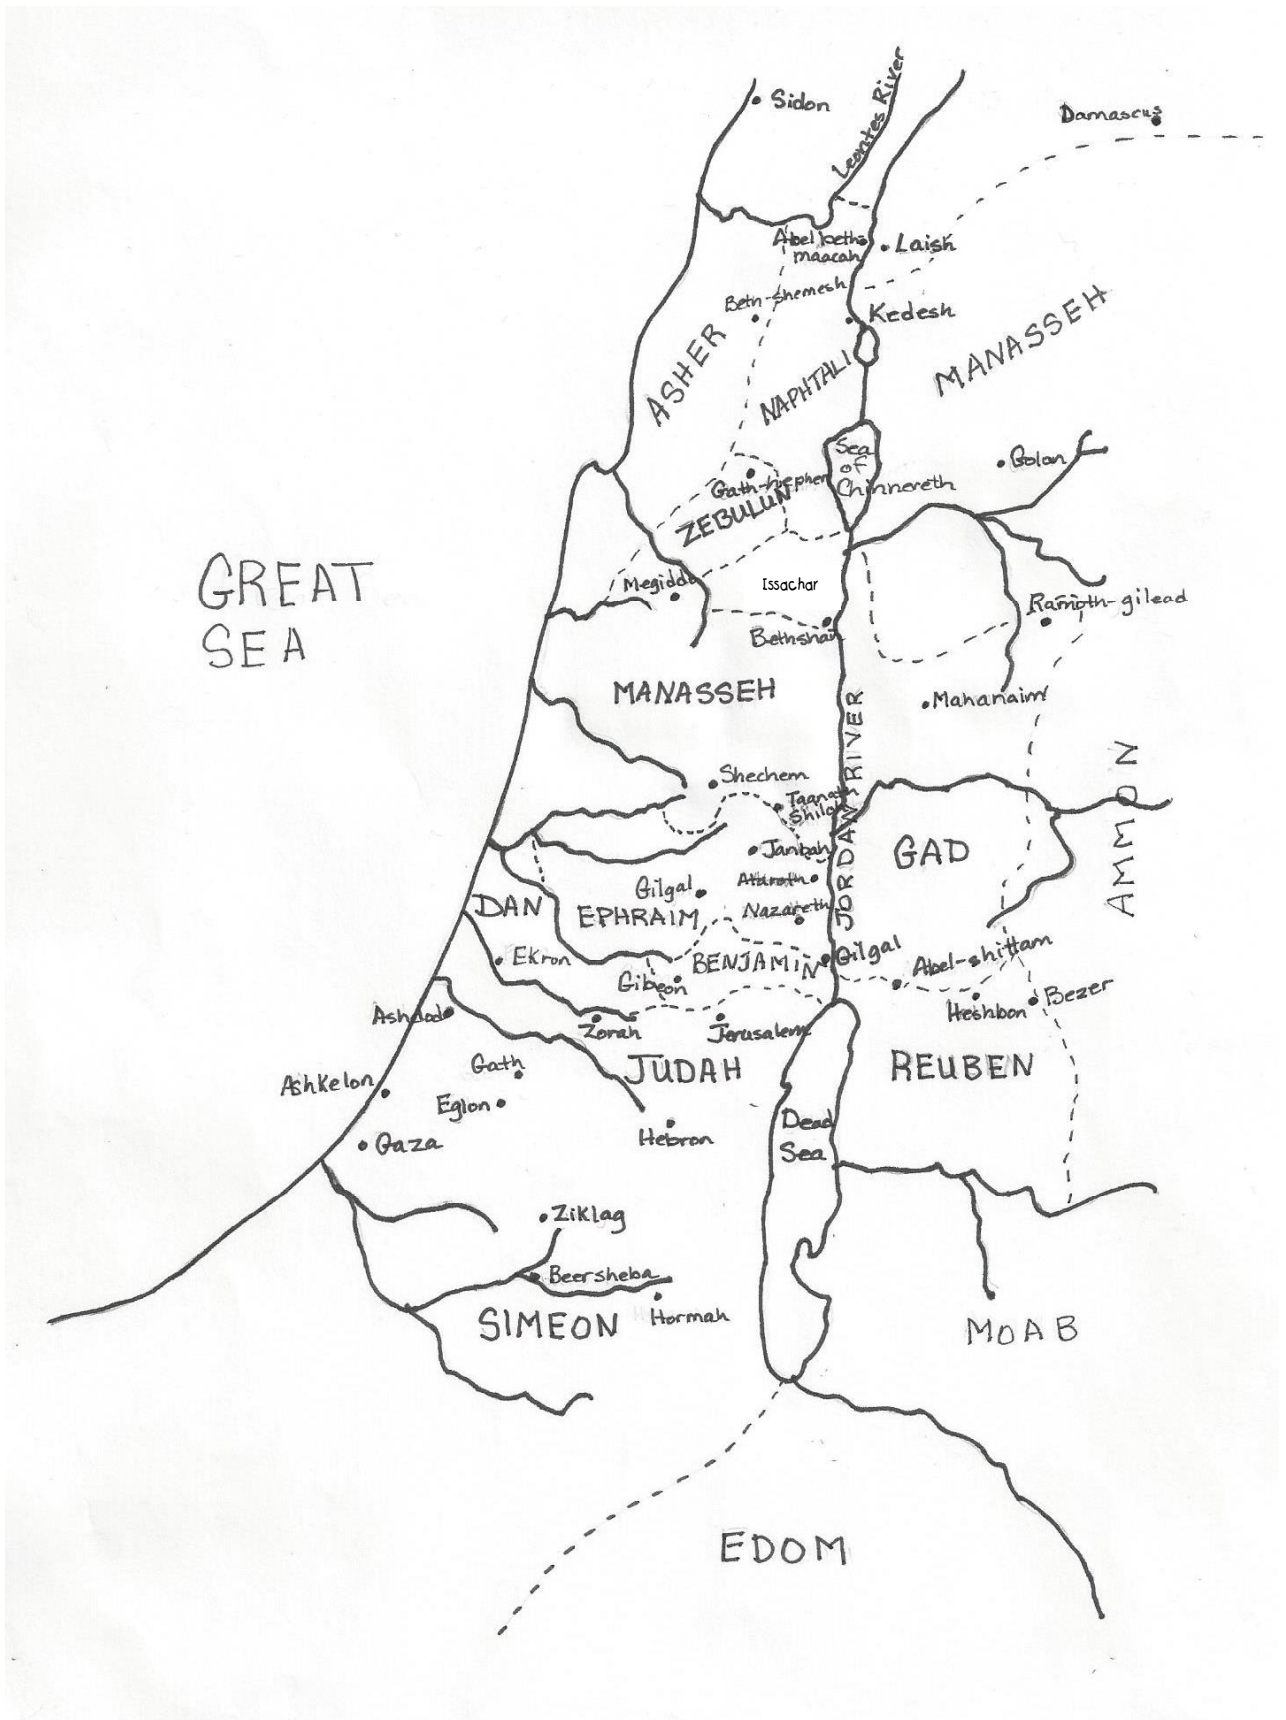 Sidon
Leontes River
Damascus
Abel beth
maacah
Laish
Beth-shemesh
Kedesh
MANASSEH
ASHER
NAPHTALI
Sea
of
Chinnereth
Golan
Gath-hepher
ZEBULUN
GREAT
SEA
Megiddo
Issachar
Ramoth-gilead
Bethshan
MANASSEH
Mahanaim
JORDAN RIVER
AMMON
Shechem
Taanath
Shiloh
Janoah
GAD
Ataroth
Gilgal
DAN
EPHRAIM
Nazareth
Ekron
BENJAMIN
Gilgal
Abel-shittam
Gibeon
Heshbon
Bezer
Ashdod
Zorah
Jerusalem
Gath
JUDAH
REUBEN
Ashkelon
Eglon
Dead
Sea
Hebron
Gaza
Ziklag
Beersheba
Hormah
SIMEON
MOAB
EDOM